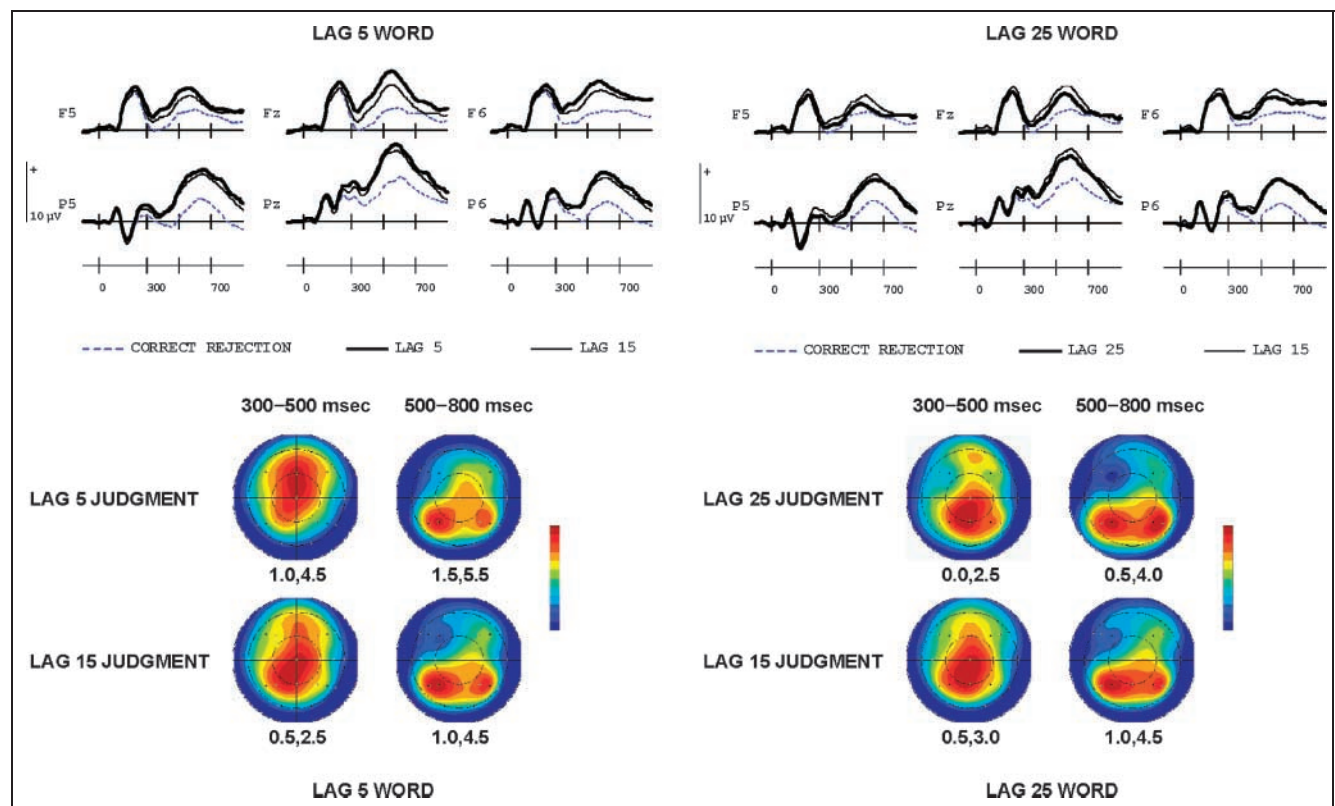 LAG 5 WORD
LAG 25 WORD
F5
Fz
F6
F5
Fz
F6
+
10 µV
P5
Pz
P6
+
10 µV
P5
Pz
P6
0 300 700
0 300 700
0 300 700
0 300 700
0 300 700
0 300 700
CORRECT REJECTION
LAG 5
LAG 15
CORRECT REJECTION
LAG 25
LAG 15
300–500 msec
500–800 msec
300–500 msec
500–800 msec
LAG 5 JUDGMENT
LAG 25 JUDGMENT
1.0,4.5
1.5,5.5
0.0,2.5
0.5,4.0
LAG 15 JUDGMENT
LAG 15 JUDGMENT
0.5,2.5
1.0,4.5
0.5,3.0
1.0,4.5
LAG 5 WORD
LAG 25 WORD